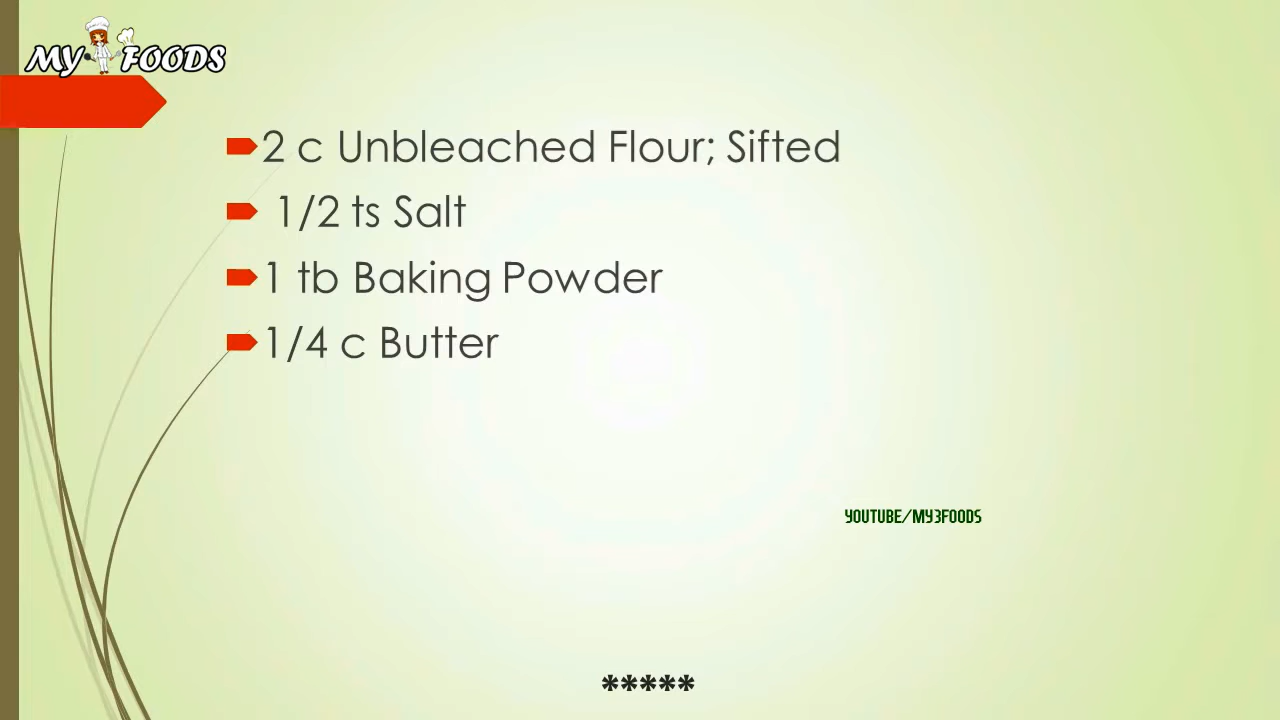 MY FOODS
2 c Unbleached Flour; Sifted
1/2 ts Salt
1 tb Baking Powder
1/4 c Butter
YOUTUBE/MY3FOODS
*****